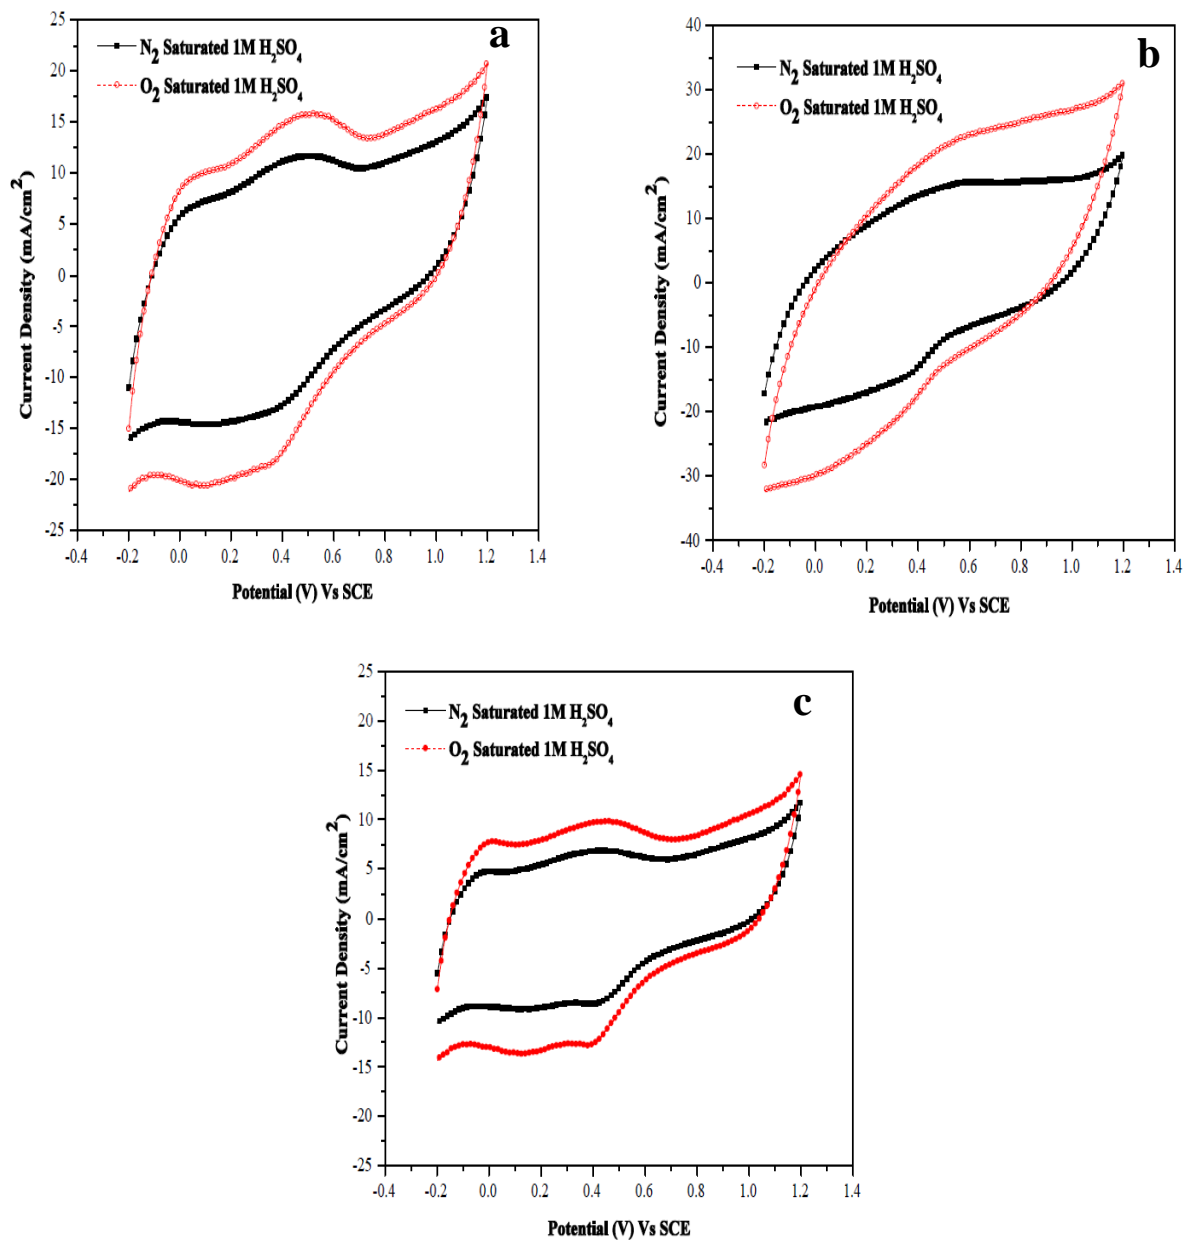 a
N₂ Saturated 1M H₂SO₄
O₂ Saturated 1M H₂SO₄
25
20
15
10
5
0
-5
-10
-15
-20
-25
Current Density (mA/cm²)
-0.4 -0.2 0.0 0.2 0.4 0.6 0.8 1.0 1.2 1.4
Potential (V) Vs SCE
b
N₂ Saturated 1M H₂SO₄
O₂ Saturated 1M H₂SO₄
40
30
20
10
0
-10
-20
-30
-40
Current Density (mA/cm²)
-0.4 -0.2 0.0 0.2 0.4 0.6 0.8 1.0 1.2 1.4
Potential (V) Vs SCE
c
N₂ Saturated 1M H₂SO₄
O₂ Saturated 1M H₂SO₄
25
20
15
10
5
0
-5
-10
-15
-20
-25
Current Density (mA/cm²)
-0.4 -0.2 0.0 0.2 0.4 0.6 0.8 1.0 1.2 1.4
Potential (V) Vs SCE